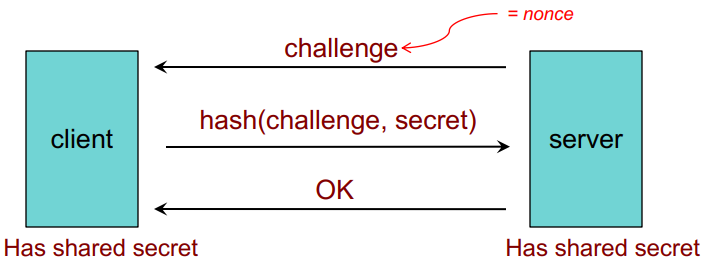 = nonce
challenge
client
hash(challenge, secret)
server
OK
Has shared secret
Has shared secret